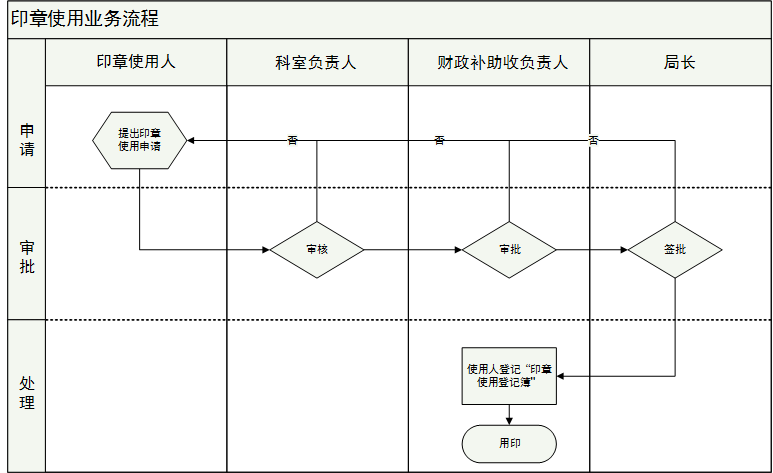 印章使用业务流程
印章使用人
科室负责人
财政补助收负责人
局长
申
请
提出印章
使用申请
否
否
否
审
批
审核
审批
签批
处
理
使用人登记“印章
使用登记簿”
用印